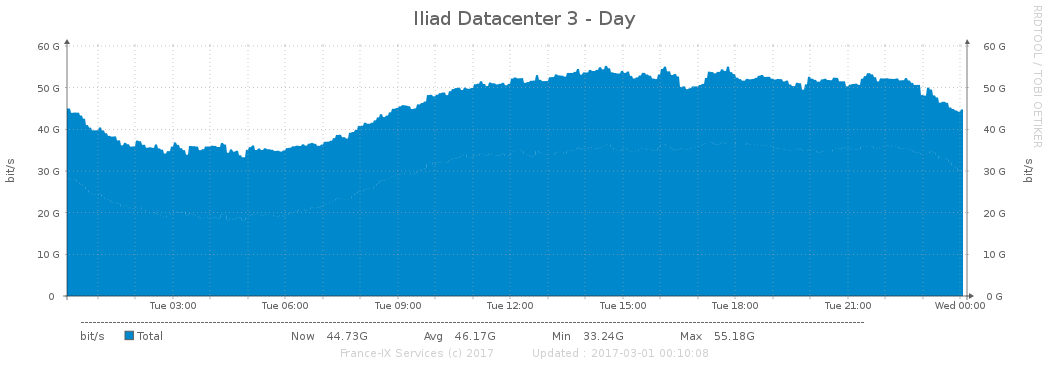 Iliad Datacenter 3 - Day
RRDTOOL / TOBI OETIKER
60 G 60 G
50 G 50 G
40 G 40 G
30 G 30 G
20 G 20 G
10 G 10 G
0 0 G
bit/s bit/s
Tue 03:00 Tue 06:00 Tue 09:00 Tue 12:00 Tue 15:00 Tue 18:00 Tue 21:00 Wed 00:00
bit/s Total Now 44.73G Avg 46.17G Min 33.24G Max 55.18G
France-IX Services (c) 2017 Updated : 2017-03-01 00:10:08